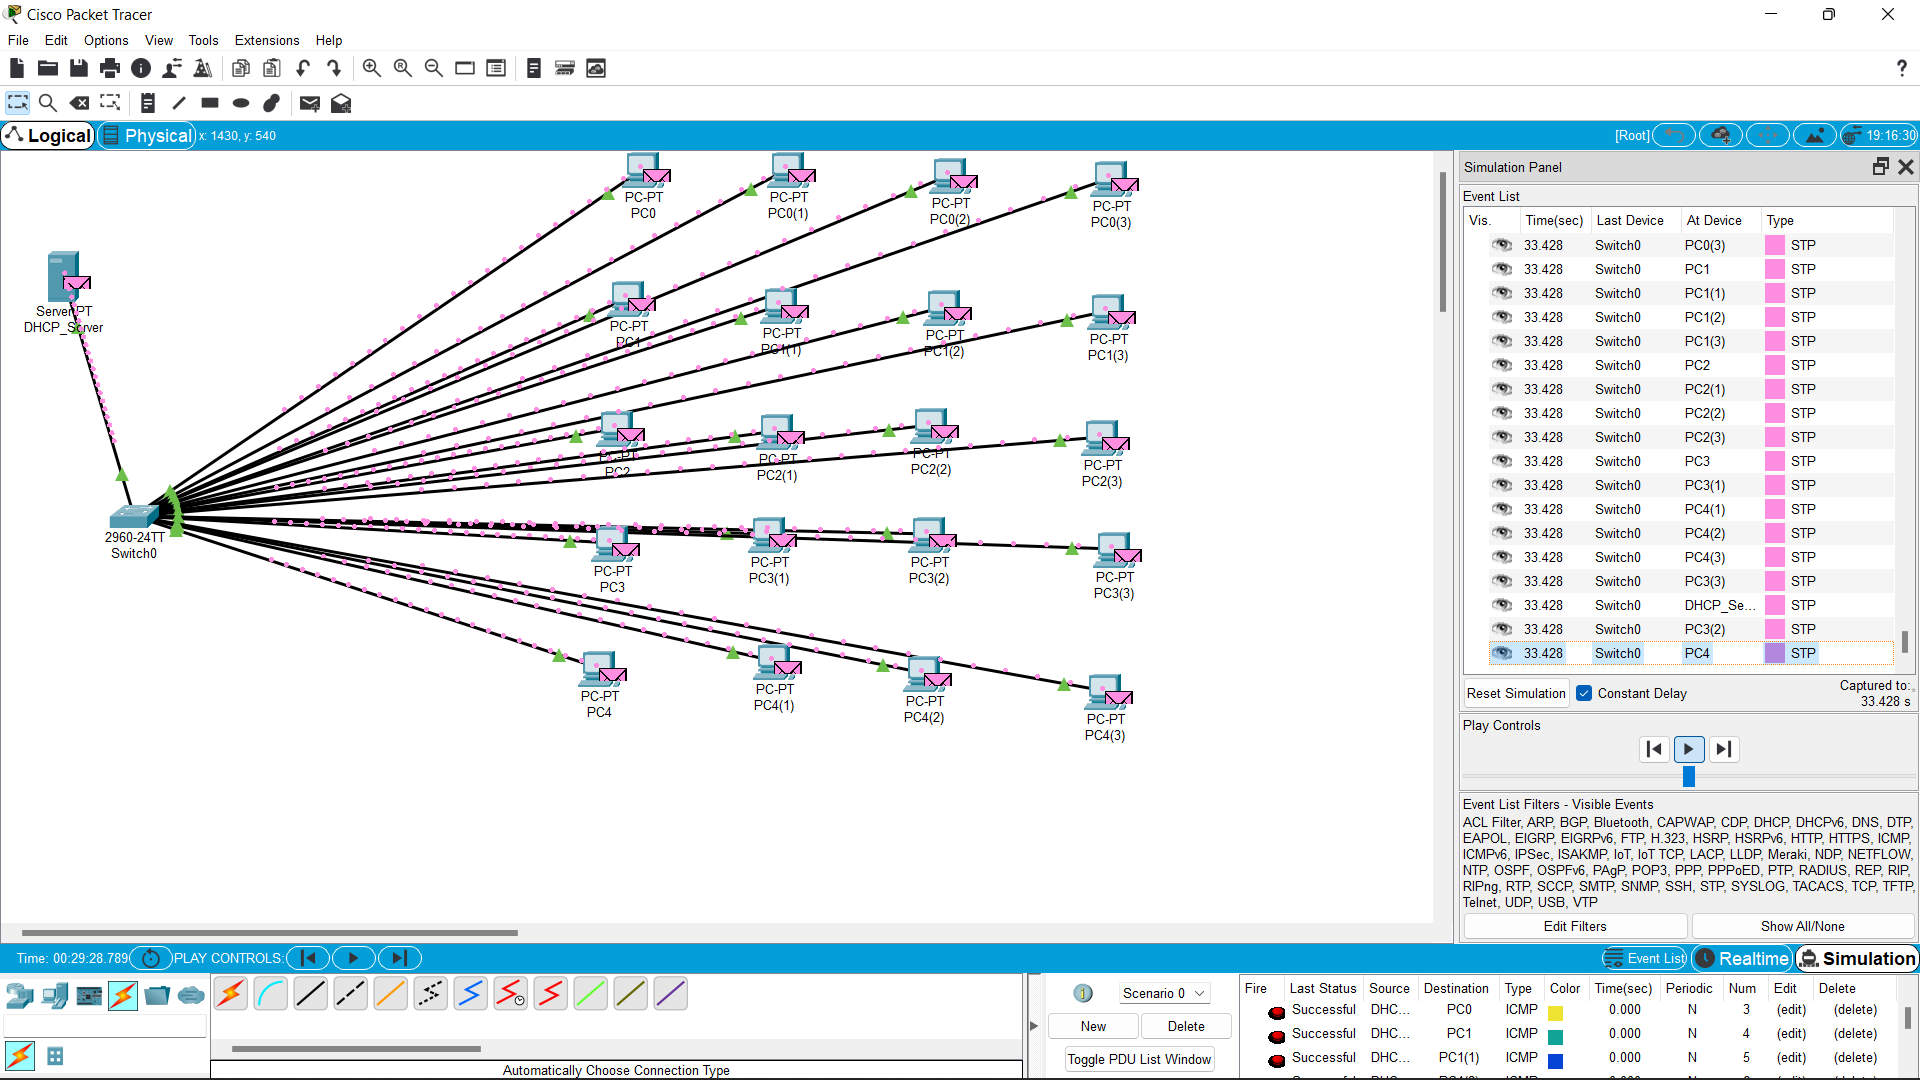 Cisco Packet Tracer
File Edit Options View Tools Extensions Help
Logical Physical x: 1430, y: 540 [Root] 19:16:30
PC-PT
PC0
PC-PT
PC0(1)
PC-PT
PC0(2)
PC-PT
PC0(3)
Server-PT
DHCP_Server
PC-PT
PC1
PC-PT
PC1(1)
PC-PT
PC1(2)
PC-PT
PC1(3)
PC-PT
PC2
PC-PT
PC2(1)
PC-PT
PC2(2)
PC-PT
PC2(3)
2960-24TT
Switch0
PC-PT
PC3
PC-PT
PC3(1)
PC-PT
PC3(2)
PC-PT
PC3(3)
PC-PT
PC4
PC-PT
PC4(1)
PC-PT
PC4(2)
PC-PT
PC4(3)
Simulation Panel
Event List
Vis. Time(sec) Last Device At Device Type
33.428 Switch0 PC0(3) STP
33.428 Switch0 PC1 STP
33.428 Switch0 PC1(1) STP
33.428 Switch0 PC1(2) STP
33.428 Switch0 PC1(3) STP
33.428 Switch0 PC2 STP
33.428 Switch0 PC2(1) STP
33.428 Switch0 PC2(2) STP
33.428 Switch0 PC2(3) STP
33.428 Switch0 PC3 STP
33.428 Switch0 PC3(1) STP
33.428 Switch0 PC4(1) STP
33.428 Switch0 PC4(2) STP
33.428 Switch0 PC4(3) STP
33.428 Switch0 PC3(3) STP
33.428 Switch0 DHCP_Se... STP
33.428 Switch0 PC3(2) STP
33.428 Switch0 PC4 STP
Reset Simulation Constant Delay Captured to:
33.428 s
Play Controls
Event List Filters - Visible Events
ACL Filter, ARP, BGP, Bluetooth, CAPWAP, CDP, DHCP, DHCPv6, DNS, DTP,
EAPOL, EIGRP, EIGRPv6, FTP, H.323, HSRP, HSRPv6, HTTP, HTTPS, ICMP,
ICMPv6, IPSec, ISAKMP, IoT, IoT TCP, LACP, LLDP, Meraki, NDP, NETFLOW,
NTP, OSPF, OSPFv6, PAgP, POP3, PPP, PPPoED, PTP, RADIUS, REP, RIP,
RIPng, RTP, SCCP, SMTP, SNMP, SSH, STP, SYSLOG, TACACS, TCP, TFTP,
Telnet, UDP, USB, VTP
Edit Filters Show All/None
Time: 00:29:28.789 PLAY CONTROLS: Event List Realtime Simulation
Automatically Choose Connection Type
Scenario 0
New Delete
Toggle PDU List Window
Fire Last Status Source Destination Type Color Time(sec) Periodic Num Edit Delete
Successful DHC... PC0 ICMP 0.000 N 3 (edit) (delete)
Successful DHC... PC1 ICMP 0.000 N 4 (edit) (delete)
Successful DHC... PC1(1) ICMP 0.000 N 5 (edit) (delete)